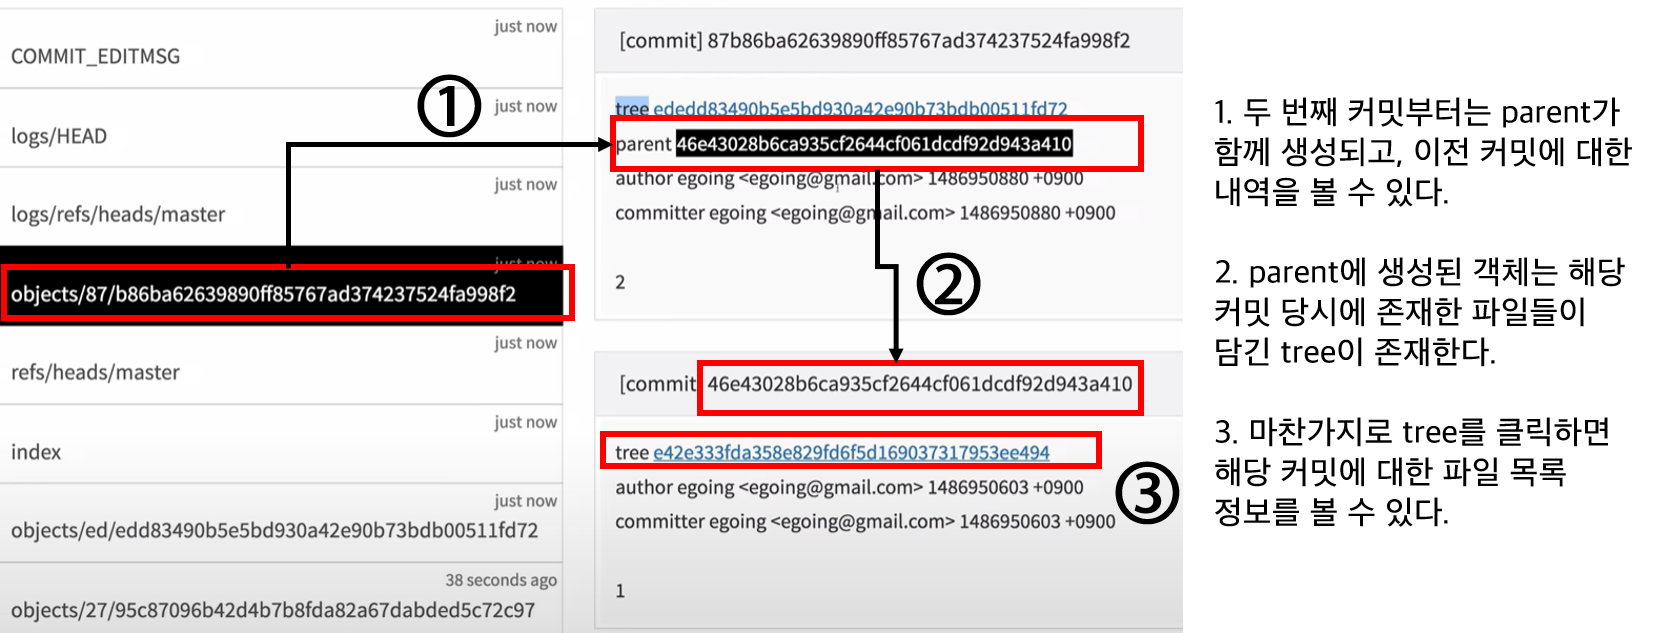 just now
COMMIT_EDITMSG
just now
logs/HEAD
just now
logs/refs/heads/master
just now
objects/87/b86ba62639890ff85767ad374237524fa998f2
just now
refs/heads/master
just now
index
just now
objects/ed/edd83490b5e5bd930a42e90b73bdb00511fd72
38 seconds ago
objects/27/95c87096b42d4b7b8fda82a67dabded5c72c97
①
[commit] 87b86ba62639890ff85767ad374237524fa998f2
tree ededd83490b5e5bd930a42e90b73bdb00511fd72
parent 46e43028b6ca935cf2644cf061dcdf92d943a410
author egoing <egoing@gmail.com> 1486950880 +0900
committer egoing <egoing@gmail.com> 1486950880 +0900
2
②
[commit 46e43028b6ca935cf2644cf061dcdf92d943a410
tree e42e333fda358e829fd6f5d169037317953ee494
author egoing <egoing@gmail.com> 1486950603 +0900
committer egoing <egoing@gmail.com> 1486950603 +0900
1
③
1. 두 번째 커밋부터는 parent가
함께 생성되고, 이전 커밋에 대한
내역을 볼 수 있다.
2. parent에 생성된 객체는 해당
커밋 당시에 존재한 파일들이
담긴 tree이 존재한다.
3. 마찬가지로 tree를 클릭하면
해당 커밋에 대한 파일 목록
정보를 볼 수 있다.